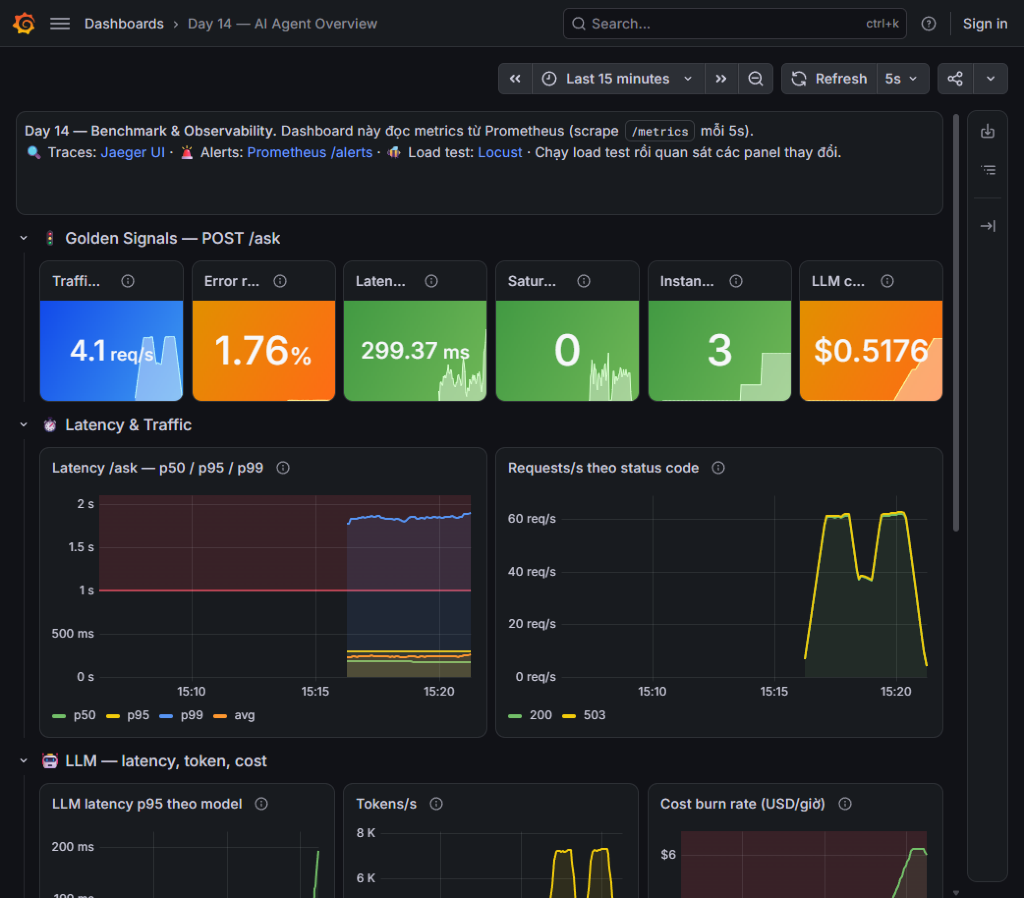 Dashboards › Day 14 — AI Agent Overview
Search... ctrl+k
Sign in
Last 15 minutes
Refresh 5s
Day 14 — Benchmark & Observability. Dashboard này đọc metrics từ Prometheus (scrape /metrics mỗi 5s).
Traces: Jaeger UI · Alerts: Prometheus /alerts · Load test: Locust · Chạy load test rồi quan sát các panel thay đổi.
Golden Signals — POST /ask
Traffi... Error r... Laten... Satur... Instan... LLM c...
4.1 req/s 1.76% 299.37 ms 0 3 $0.5176
Latency & Traffic
Latency /ask — p50 / p95 / p99
2 s
1.5 s
1 s
500 ms
0 s
15:10 15:15 15:20
p50 p95 p99 avg
Requests/s theo status code
60 req/s
40 req/s
20 req/s
0 req/s
15:10 15:15 15:20
200 503
LLM — latency, token, cost
LLM latency p95 theo model
200 ms
100 ms
Tokens/s
8 K
6 K
Cost burn rate (USD/giờ)
$6